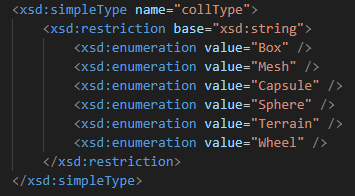 <xsd:simpleType name="collType">
<xsd:restriction base="xsd:string">
<xsd:enumeration value="Box" />
<xsd:enumeration value="Mesh" />
<xsd:enumeration value="Capsule" />
<xsd:enumeration value="Sphere" />
<xsd:enumeration value="Terrain" />
<xsd:enumeration value="Wheel" />
</xsd:restriction>
</xsd:simpleType>